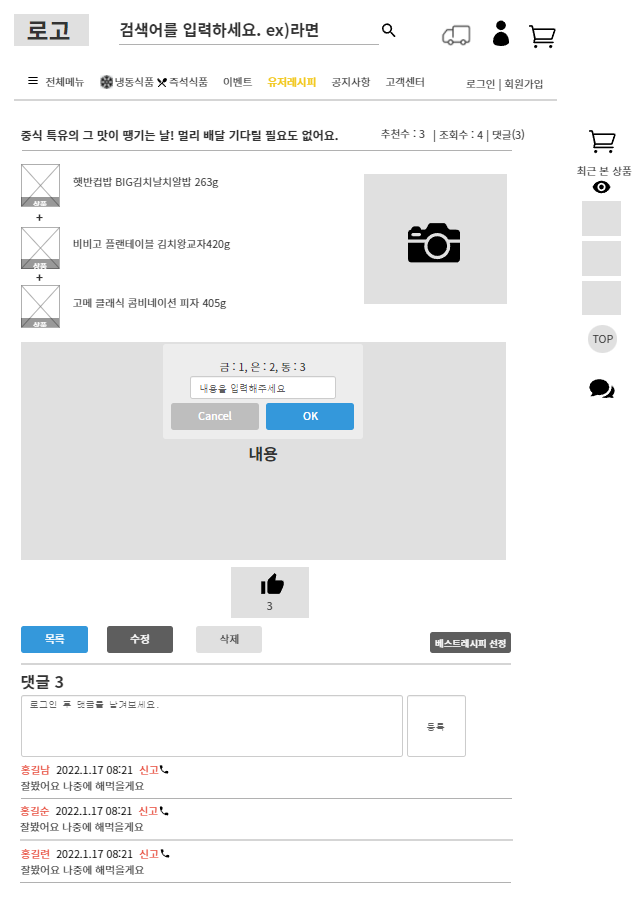 로고
검색어를 입력하세요. ex)라면
전체메뉴 냉동식품 즉석식품 이벤트 유저레시피 공지사항 고객센터 로그인 | 회원가입
중식 특유의 그 맛이 땡기는 날! 멀리 배달 기다릴 필요도 없어요. 추천수 : 3 | 조회수 : 4 | 댓글(3)
최근 본 상품
햇반컵밥 BIG김치날치알밥 263g
상품
+
비비고 플랜테이블 김치왕교자420g
상품
+
고메 클래식 콤비네이션 피자 405g
상품
TOP
금 : 1, 은 : 2, 동 : 3
내용을 입력해주세요
Cancel OK
내용
3
목록 수정 삭제 베스트레시피 선정
댓글 3
로그인 후 댓글을 남겨보세요.
등록
홍길남 2022.1.17 08:21 신고
잘봤어요 나중에 해먹을게요
홍길순 2022.1.17 08:21 신고
잘봤어요 나중에 해먹을게요
홍길련 2022.1.17 08:21 신고
잘봤어요 나중에 해먹을게요